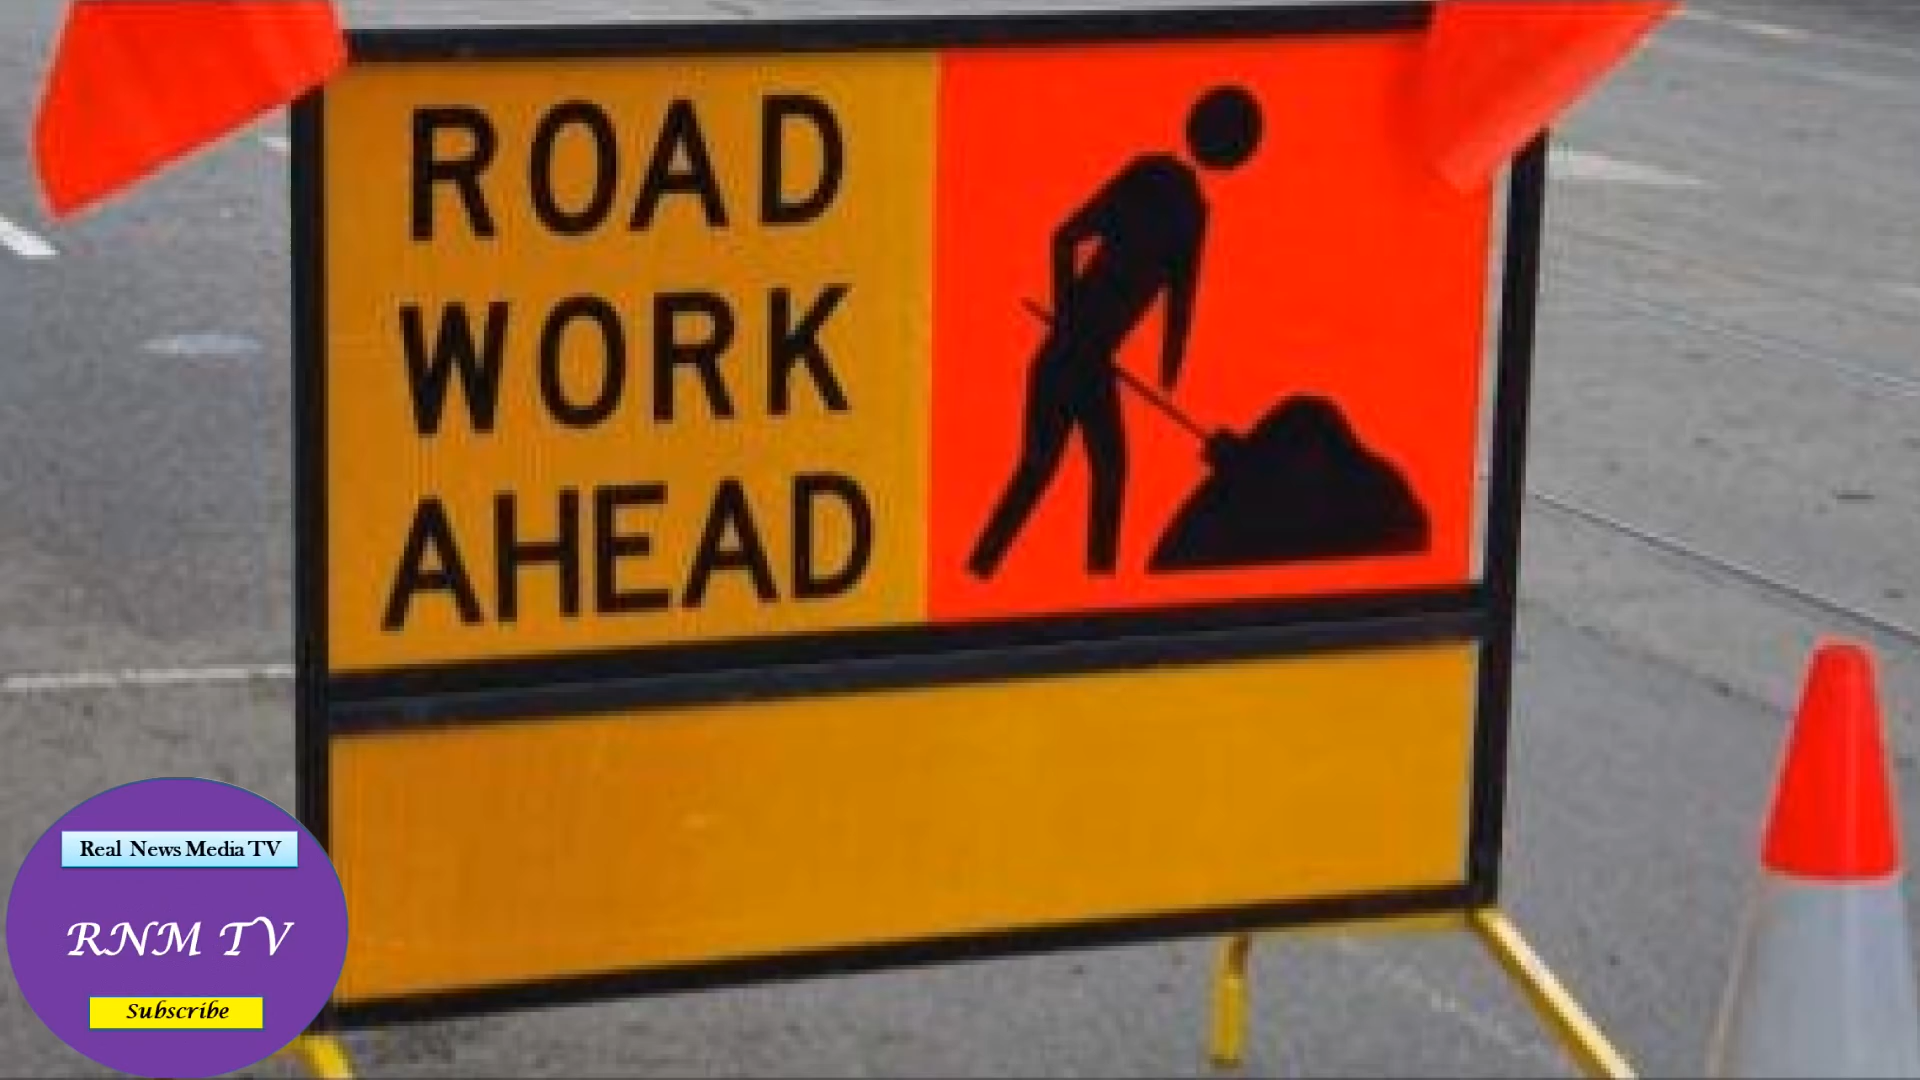 ROAD
WORK
AHEAD
Real News Media TV
RNM TV
Subscribe